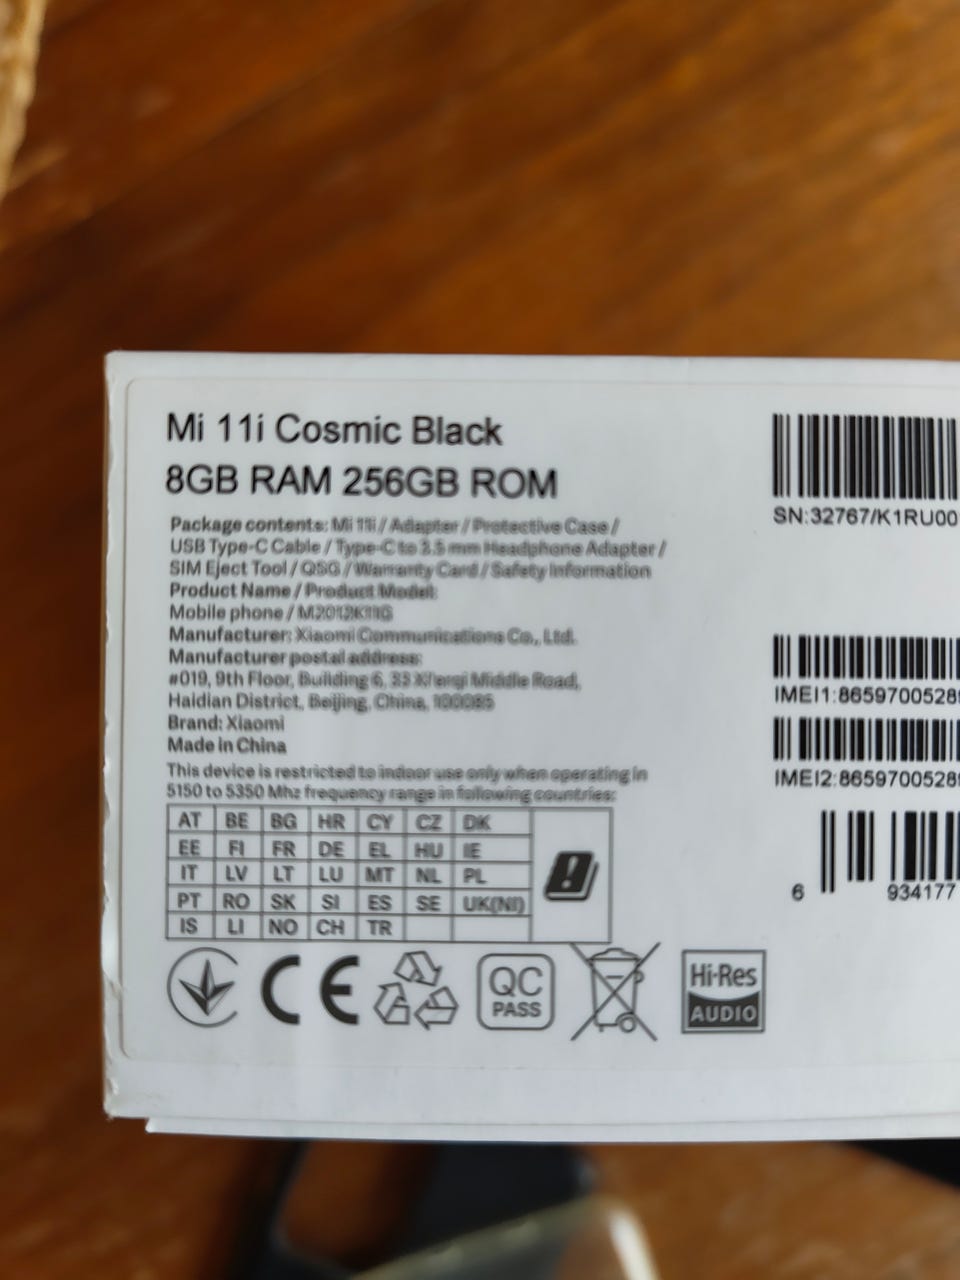 Mi 11i Cosmic Black
8GB RAM 256GB ROM
Package contents: Mi 11i / Adapter / Protective Case /
USB Type-C Cable / Type-C to 3.5 mm Headphone Adapter /
SIM Eject Tool / QSG / Warranty Card / Safety Information
Product Name / Product Model:
Mobile phone / M2012K11G
Manufacturer: Xiaomi Communications Co., Ltd.
Manufacturer postal address:
#019, 9th Floor, Building 6, 33 Xi'erqi Middle Road,
Haidian District, Beijing, China, 100085
Brand: Xiaomi
Made in China
This device is restricted to indoor use only when operating in
5150 to 5350 Mhz frequency range in following countries:
AT BE BG HR CY CZ DK
EE FI FR DE EL HU IE
IT LV LT LU MT NL PL
PT RO SK SI ES SE UK(NI)
IS LI NO CH TR
CE
QC
PASS
Hi-Res
AUDIO
SN:32767/K1RU00
IMEI1:86597005289
IMEI2:86597005289
6 934177